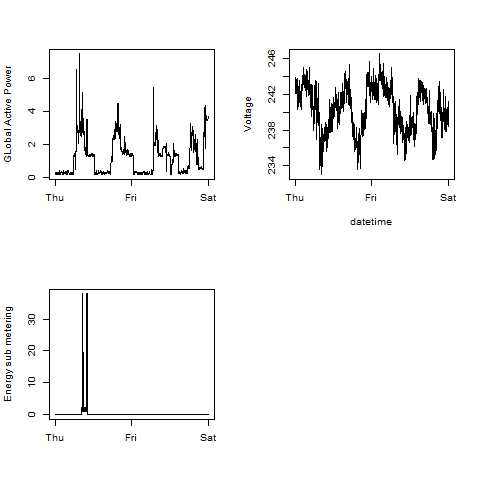 GLobal Active Power
6
4
2
0
Thu Fri Sat
Voltage
246
242
238
234
Thu Fri Sat
datetime
Energy sub metering
30
20
10
0
Thu Fri Sat